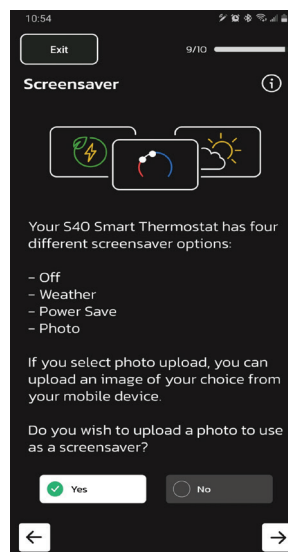 10:54
Exit
9/10
Screensaver
Your S40 Smart Thermostat has four
different screensaver options:
- Off
- Weather
- Power Save
- Photo
If you select photo upload, you can
upload an image of your choice from
your mobile device.
Do you wish to upload a photo to use
as a screensaver?
Yes
No